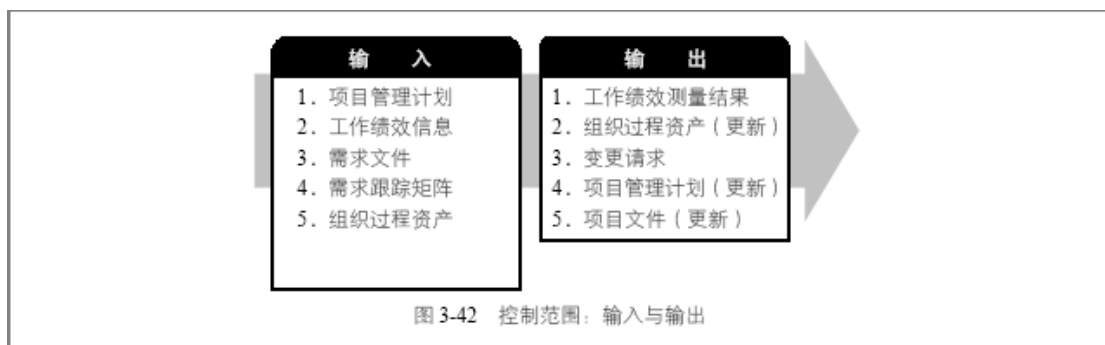 输 入
1．项目管理计划
2．工作绩效信息
3．需求文件
4．需求跟踪矩阵
5．组织过程资产
输 出
1．工作绩效测量结果
2．组织过程资产（更新）
3．变更请求
4．项目管理计划（更新）
5．项目文件（更新）
图 3-42 控制范围：输入与输出